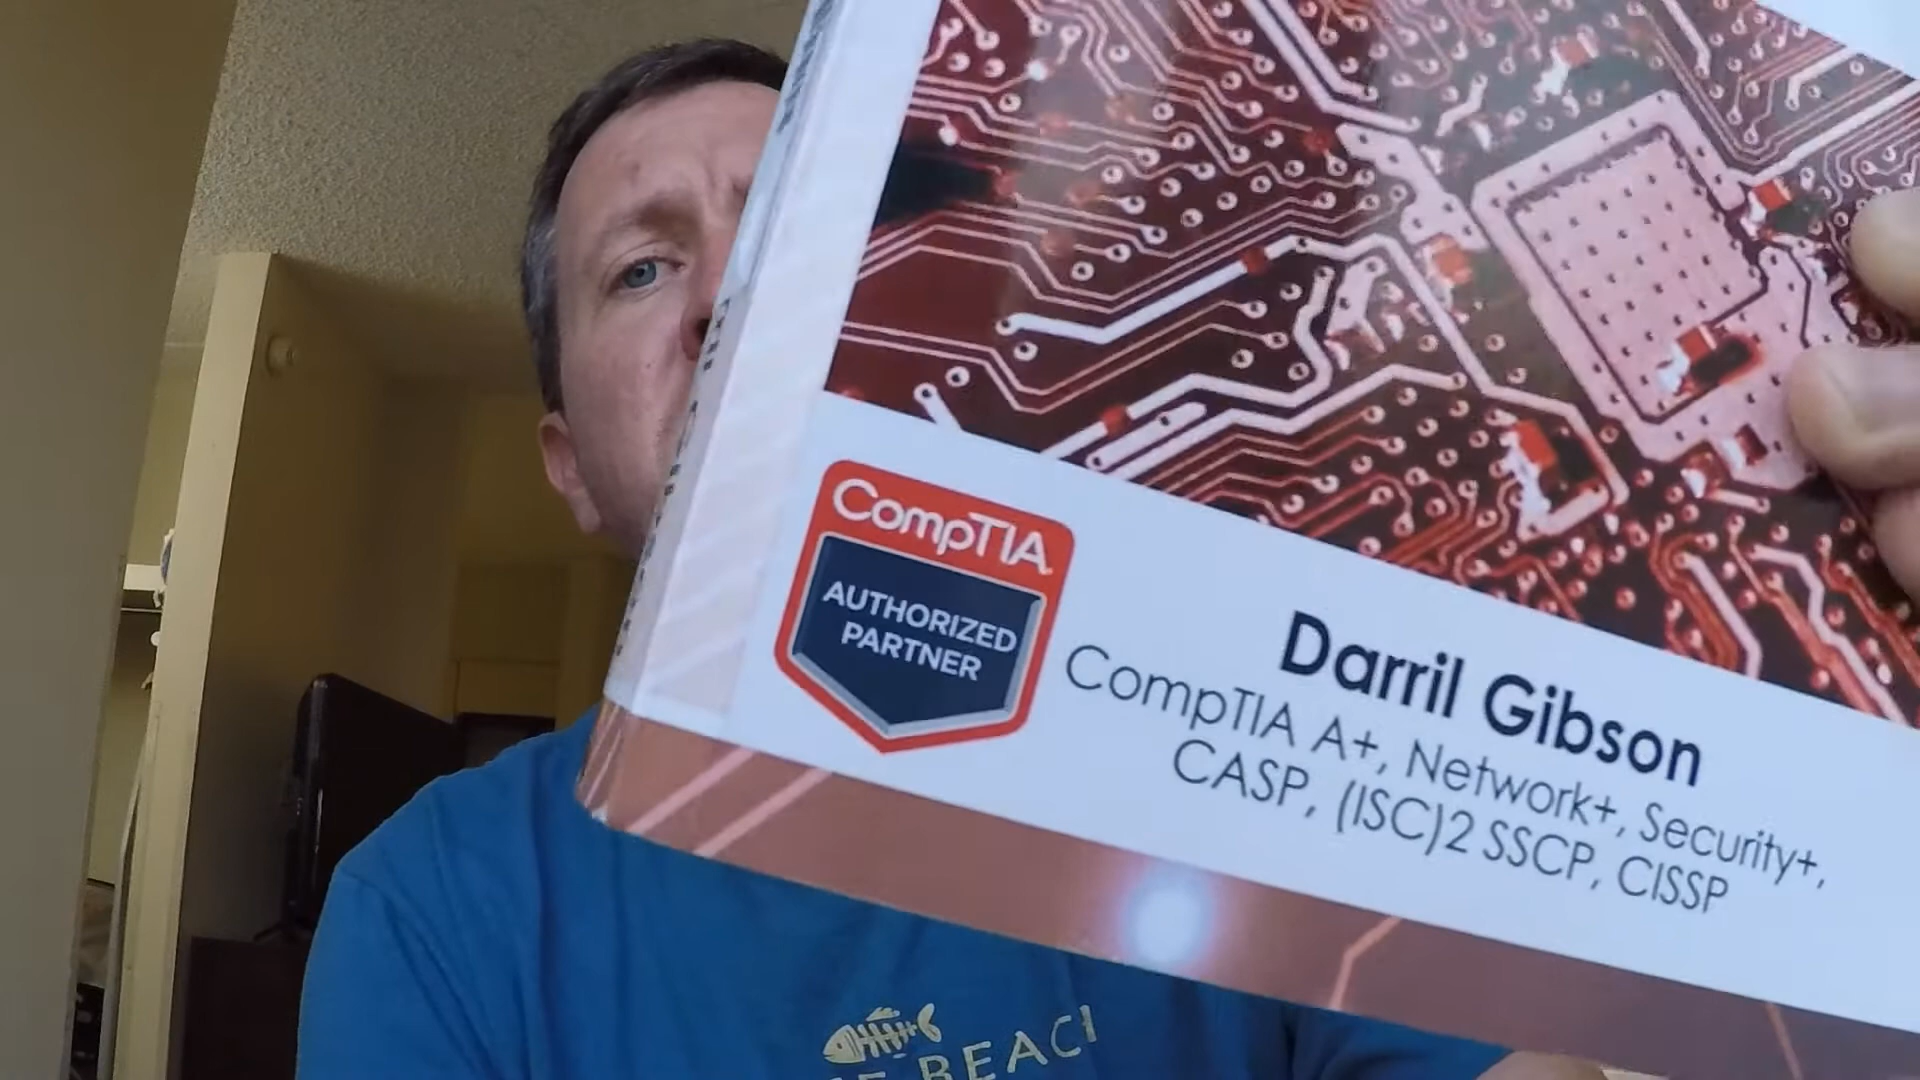 CompTIA
AUTHORIZED
PARTNER
Darril Gibson
CompTIA A+, Network+, Security+,
CASP, (ISC)2 SSCP, CISSP